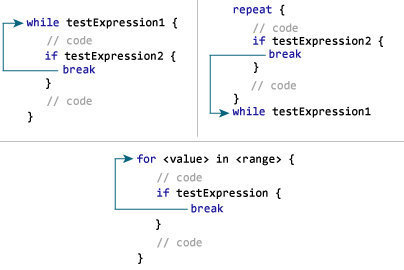 while testExpression1 {
// code
if testExpression2 {
break
}
// code
}
repeat {
// code
if testExpression2 {
break
}
// code
}
while testExpression1
for <value> in <range> {
// code
if testExpression {
break
}
// code
}